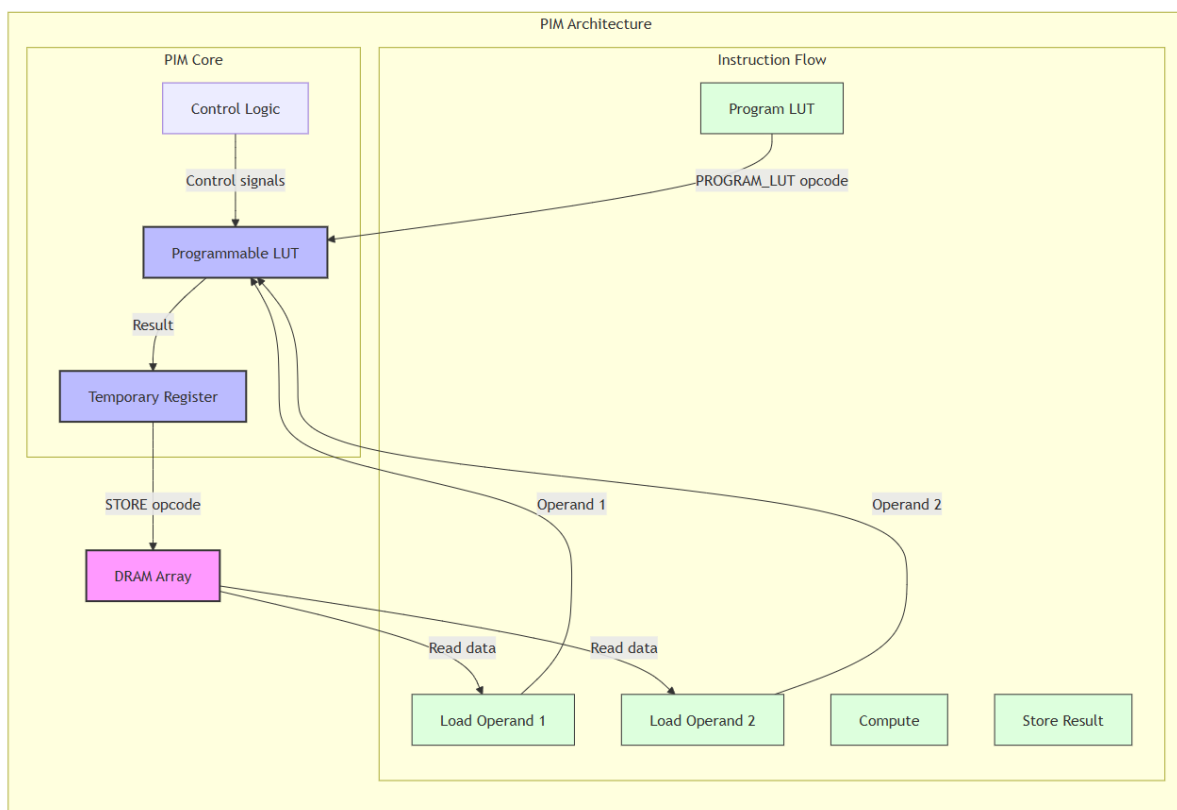 PIM Architecture
PIM Core
Instruction Flow
Control Logic
Program LUT
Control signals
PROGRAM_LUT opcode
Programmable LUT
Result
Temporary Register
STORE opcode
Operand 1
Operand 2
DRAM Array
Read data
Read data
Load Operand 1
Load Operand 2
Compute
Store Result